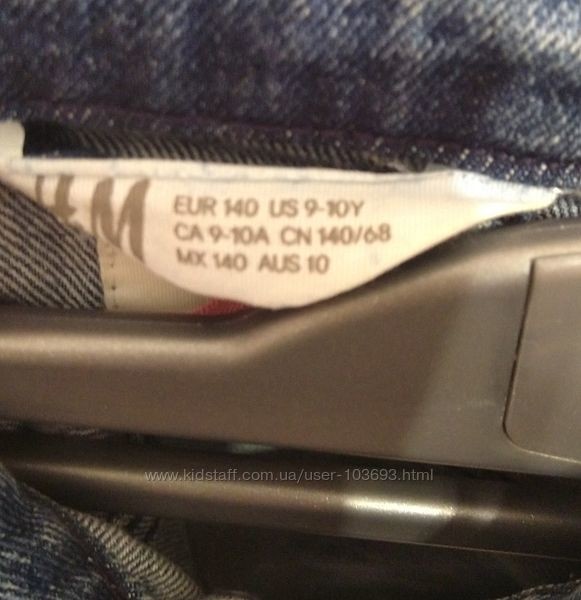 H&M
EUR 140 US 9-10Y
CA 9-10A CN 140/68
MX 140 AUS 10
www.kidstaff.com.ua/user-103693.html